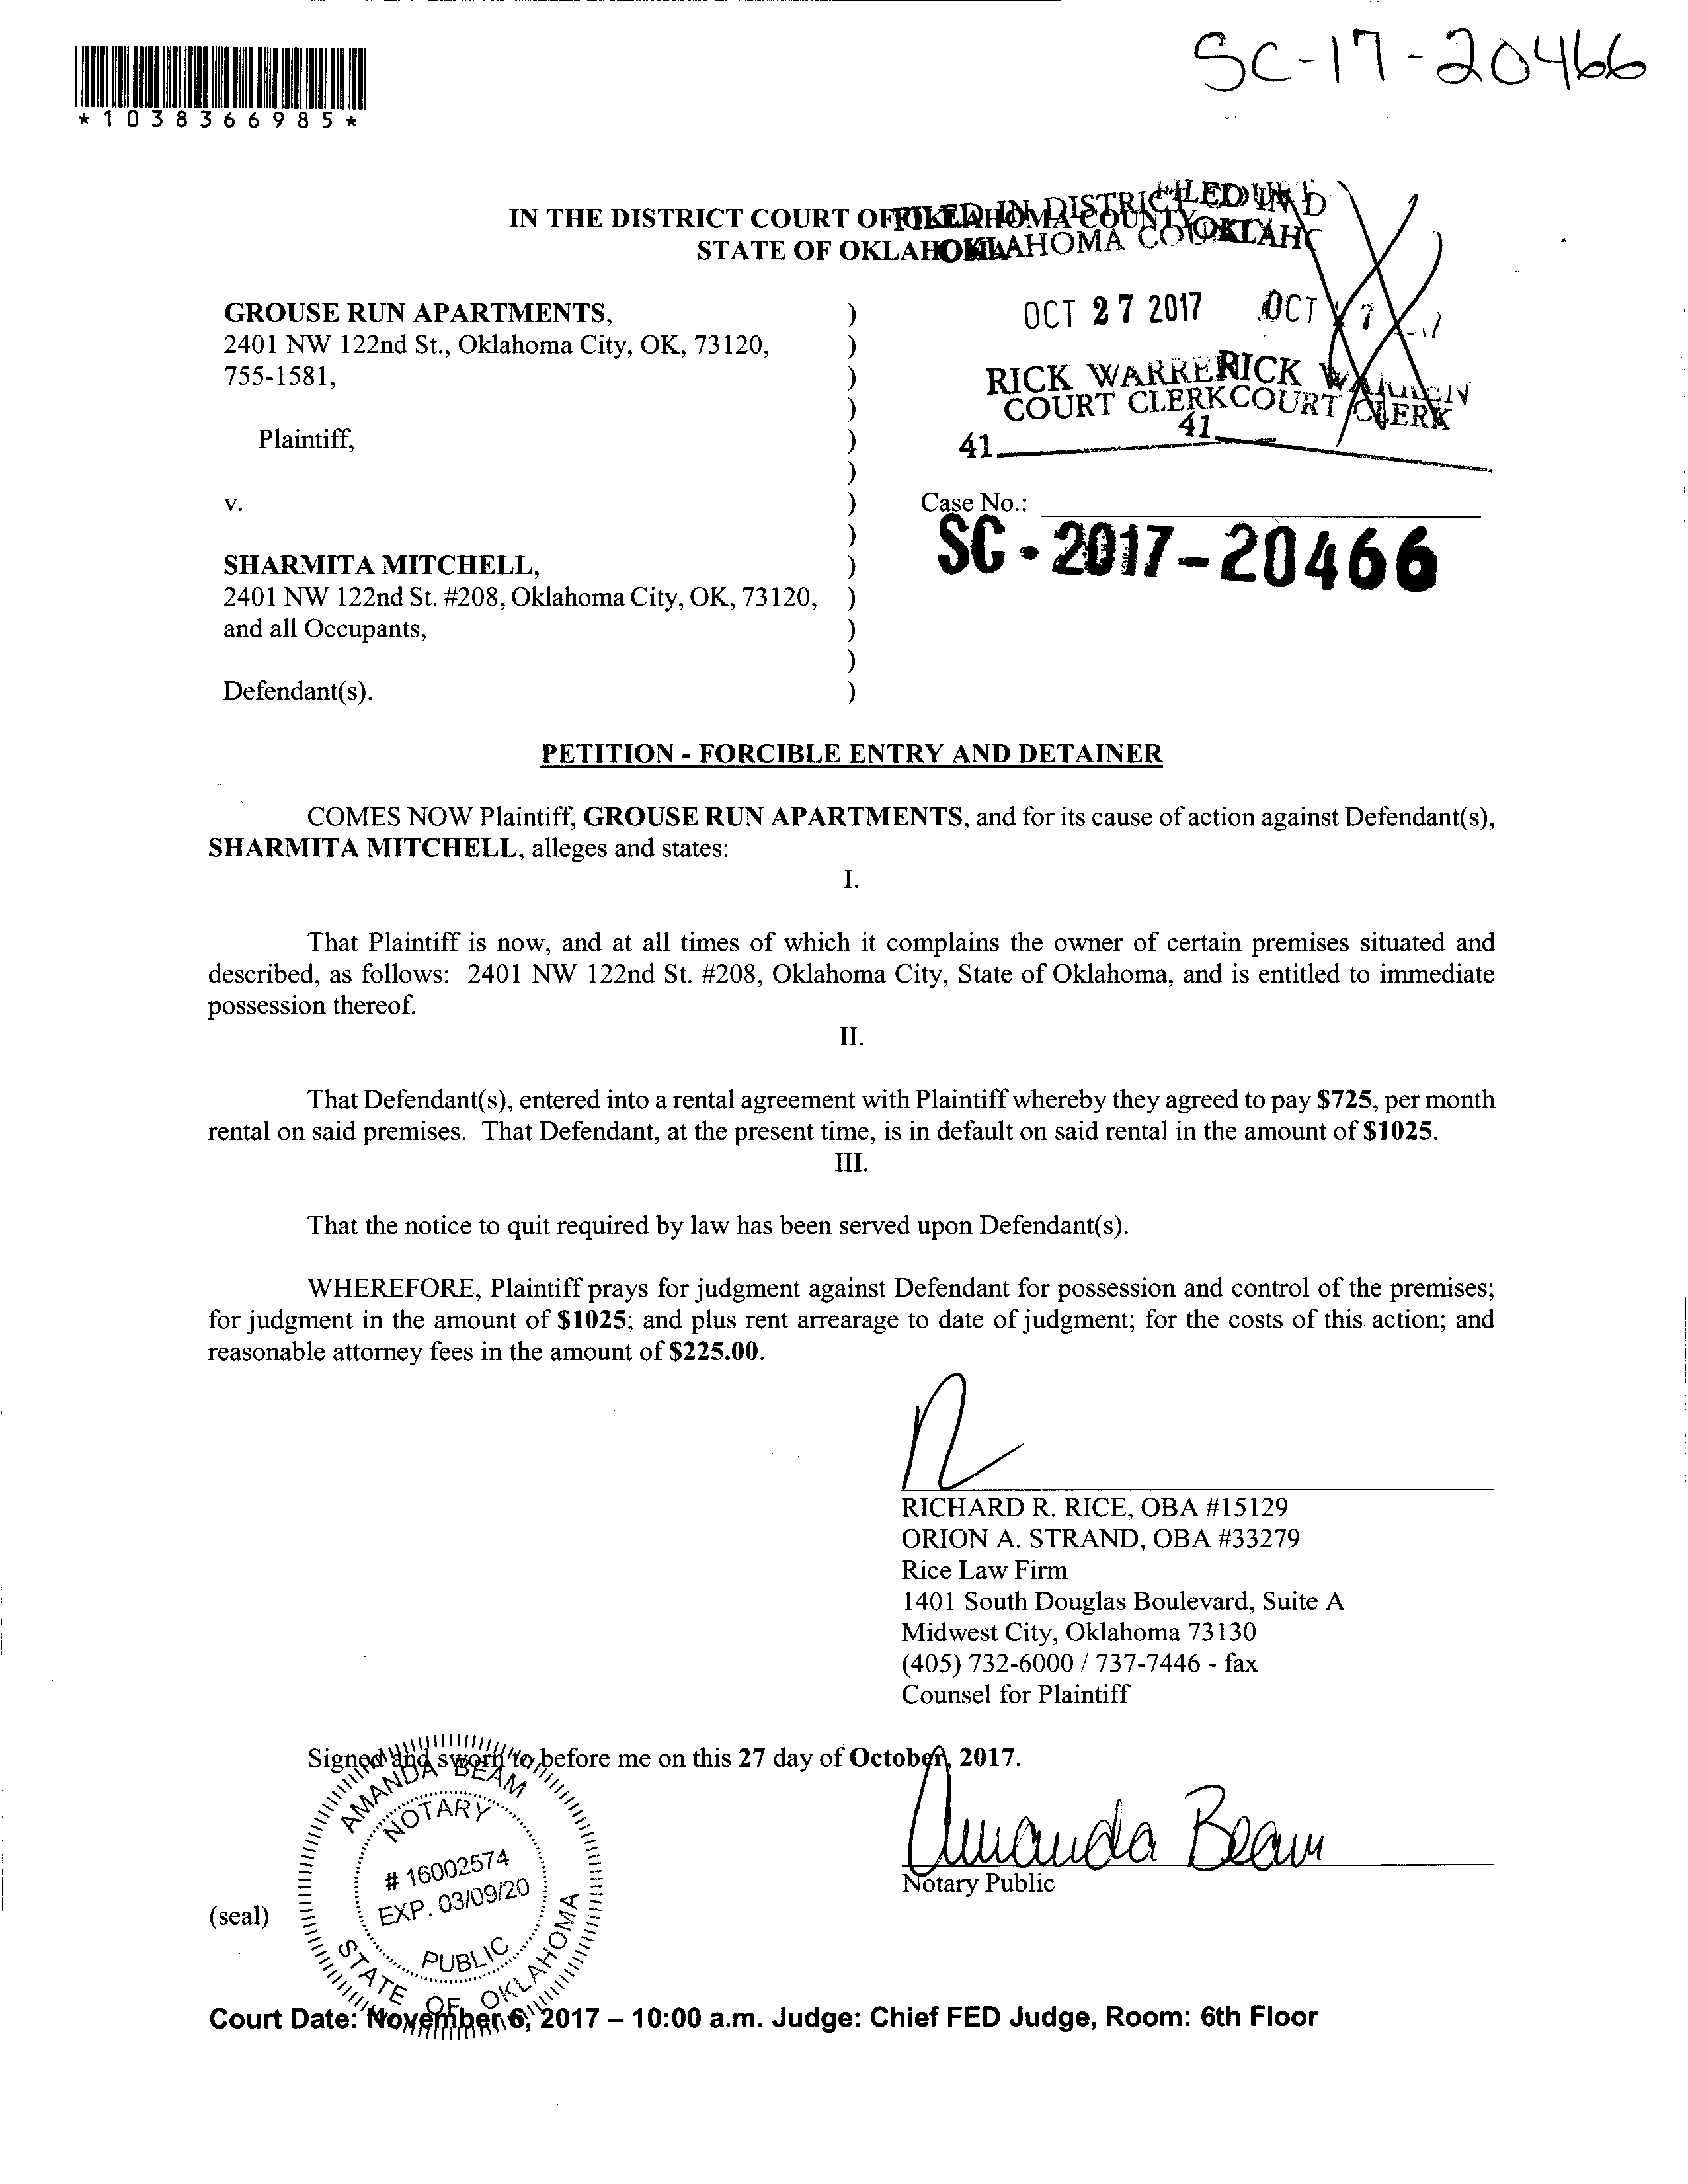 SC-17-20466
*1038366985*
IN THE DISTRICT COURT OF OKLAHOMA COUNTY
STATE OF OKLAHOMA
FILED IN DISTRICT
OKLAHOMA COUNTY
FILED IN D
OKLAH
OCT 27 2017
OCT
RICK WARREN
COURT CLERK
RICK WARREN
COURT CLERK
41
41
GROUSE RUN APARTMENTS, )
2401 NW 122nd St., Oklahoma City, OK, 73120, )
755-1581, )
)
Plaintiff, )
)
v. )
)
SHARMITA MITCHELL, )
2401 NW 122nd St. #208, Oklahoma City, OK, 73120, )
and all Occupants, )
)
Defendant(s). )
Case No.:
SC-2017-20466
PETITION - FORCIBLE ENTRY AND DETAINER
COMES NOW Plaintiff, GROUSE RUN APARTMENTS, and for its cause of action against Defendant(s),
SHARMITA MITCHELL, alleges and states:
I.
That Plaintiff is now, and at all times of which it complains the owner of certain premises situated and
described, as follows: 2401 NW 122nd St. #208, Oklahoma City, State of Oklahoma, and is entitled to immediate
possession thereof.
II.
That Defendant(s), entered into a rental agreement with Plaintiff whereby they agreed to pay $725, per month
rental on said premises. That Defendant, at the present time, is in default on said rental in the amount of $1025.
III.
That the notice to quit required by law has been served upon Defendant(s).
WHEREFORE, Plaintiff prays for judgment against Defendant for possession and control of the premises;
for judgment in the amount of $1025; and plus rent arrearage to date of judgment; for the costs of this action; and
reasonable attorney fees in the amount of $225.00.
RICHARD R. RICE, OBA #15129
ORION A. STRAND, OBA #33279
Rice Law Firm
1401 South Douglas Boulevard, Suite A
Midwest City, Oklahoma 73130
(405) 732-6000 / 737-7446 - fax
Counsel for Plaintiff
Signed and sworn to before me on this 27 day of October, 2017.
Amanda Beam
Notary Public
(seal)
AMANDA BEAM
NOTARY
# 16002574
EXP. 03/09/20
PUBLIC
STATE OF OKLAHOMA
Court Date: November 6, 2017 – 10:00 a.m. Judge: Chief FED Judge, Room: 6th Floor